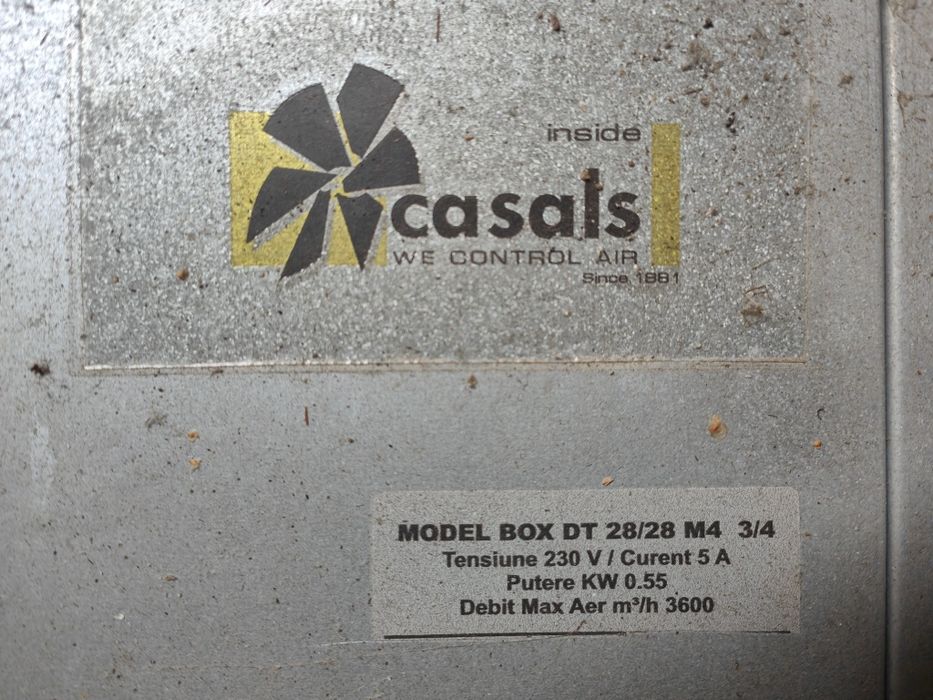 inside
casals
WE CONTROL AIR
Since 1881
MODEL BOX DT 28/28 M4 3/4
Tensiune 230 V / Curent 5 A
Putere KW 0.55
Debit Max Aer m³/h 3600